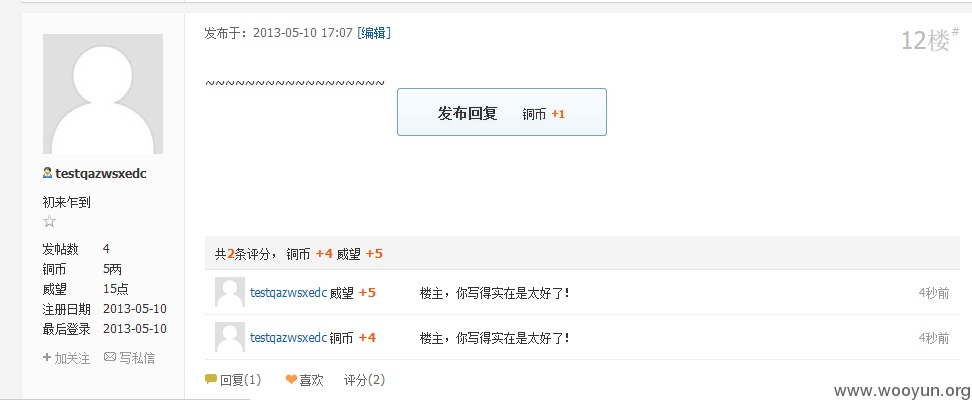 发布于：2013-05-10 17:07 [编辑]
12楼#
~~~~~~~~~~~~~~~~~~
发布回复 铜币 +1
testqazwsxedc
初来乍到
☆
发帖数 4
铜币 5两
威望 15点
注册日期 2013-05-10
最后登录 2013-05-10
+ 加关注 写私信
共2条评分， 铜币 +4 威望 +5
testqazwsxedc 威望 +5 楼主，你写得实在是太好了！ 4秒前
testqazwsxedc 铜币 +4 楼主，你写得实在是太好了！ 4秒前
回复(1) 喜欢 评分(2)
www.wooyun.org